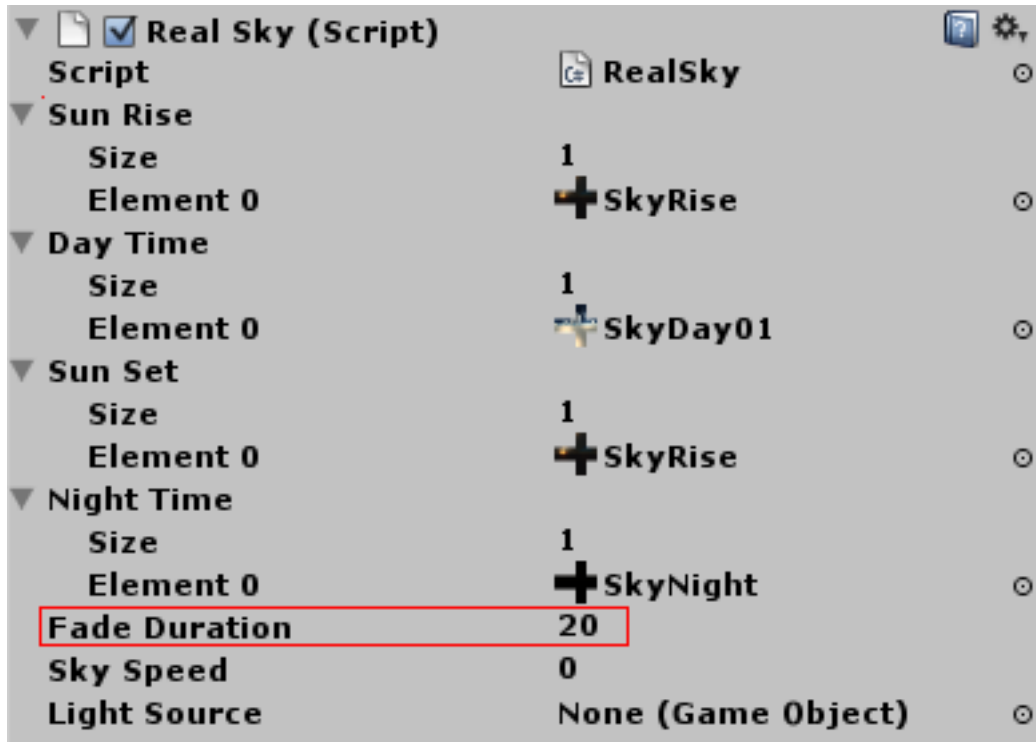 Real Sky (Script)
Script RealSky
Sun Rise
Size 1
Element 0 SkyRise
Day Time
Size 1
Element 0 SkyDay01
Sun Set
Size 1
Element 0 SkyRise
Night Time
Size 1
Element 0 SkyNight
Fade Duration 20
Sky Speed 0
Light Source None (Game Object)